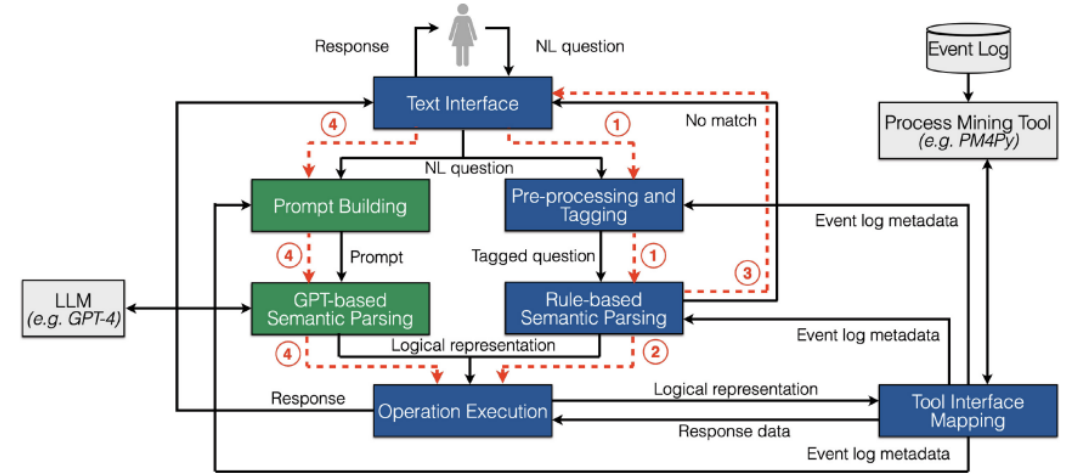 Response
NL question
Event Log
Text Interface
No match
Process Mining Tool
(e.g. PM4Py)
4
1
NL question
Prompt Building
Pre-processing and
Tagging
Event log metadata
4
Prompt
Tagged question
1
3
LLM
(e.g. GPT-4)
GPT-based
Semantic Parsing
Rule-based
Semantic Parsing
Event log metadata
4
Logical representation
2
Response
Operation Execution
Logical representation
Response data
Tool Interface
Mapping
Event log metadata